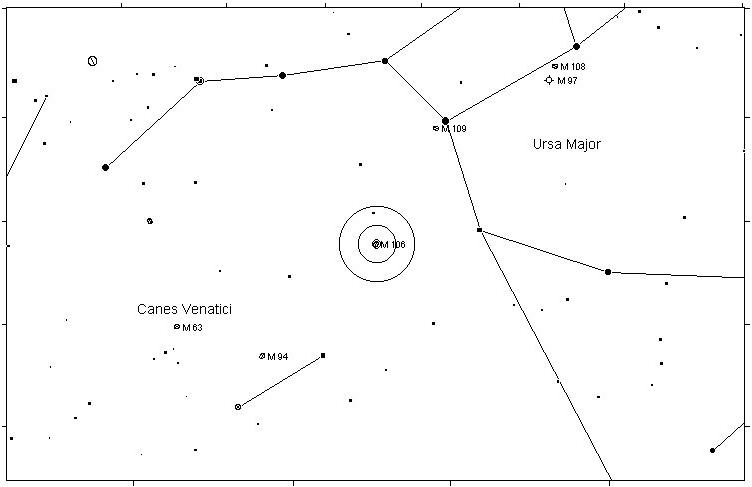 M 108
M 97
M 109
Ursa Major
M 106
Canes Venatici
M 63
M 94